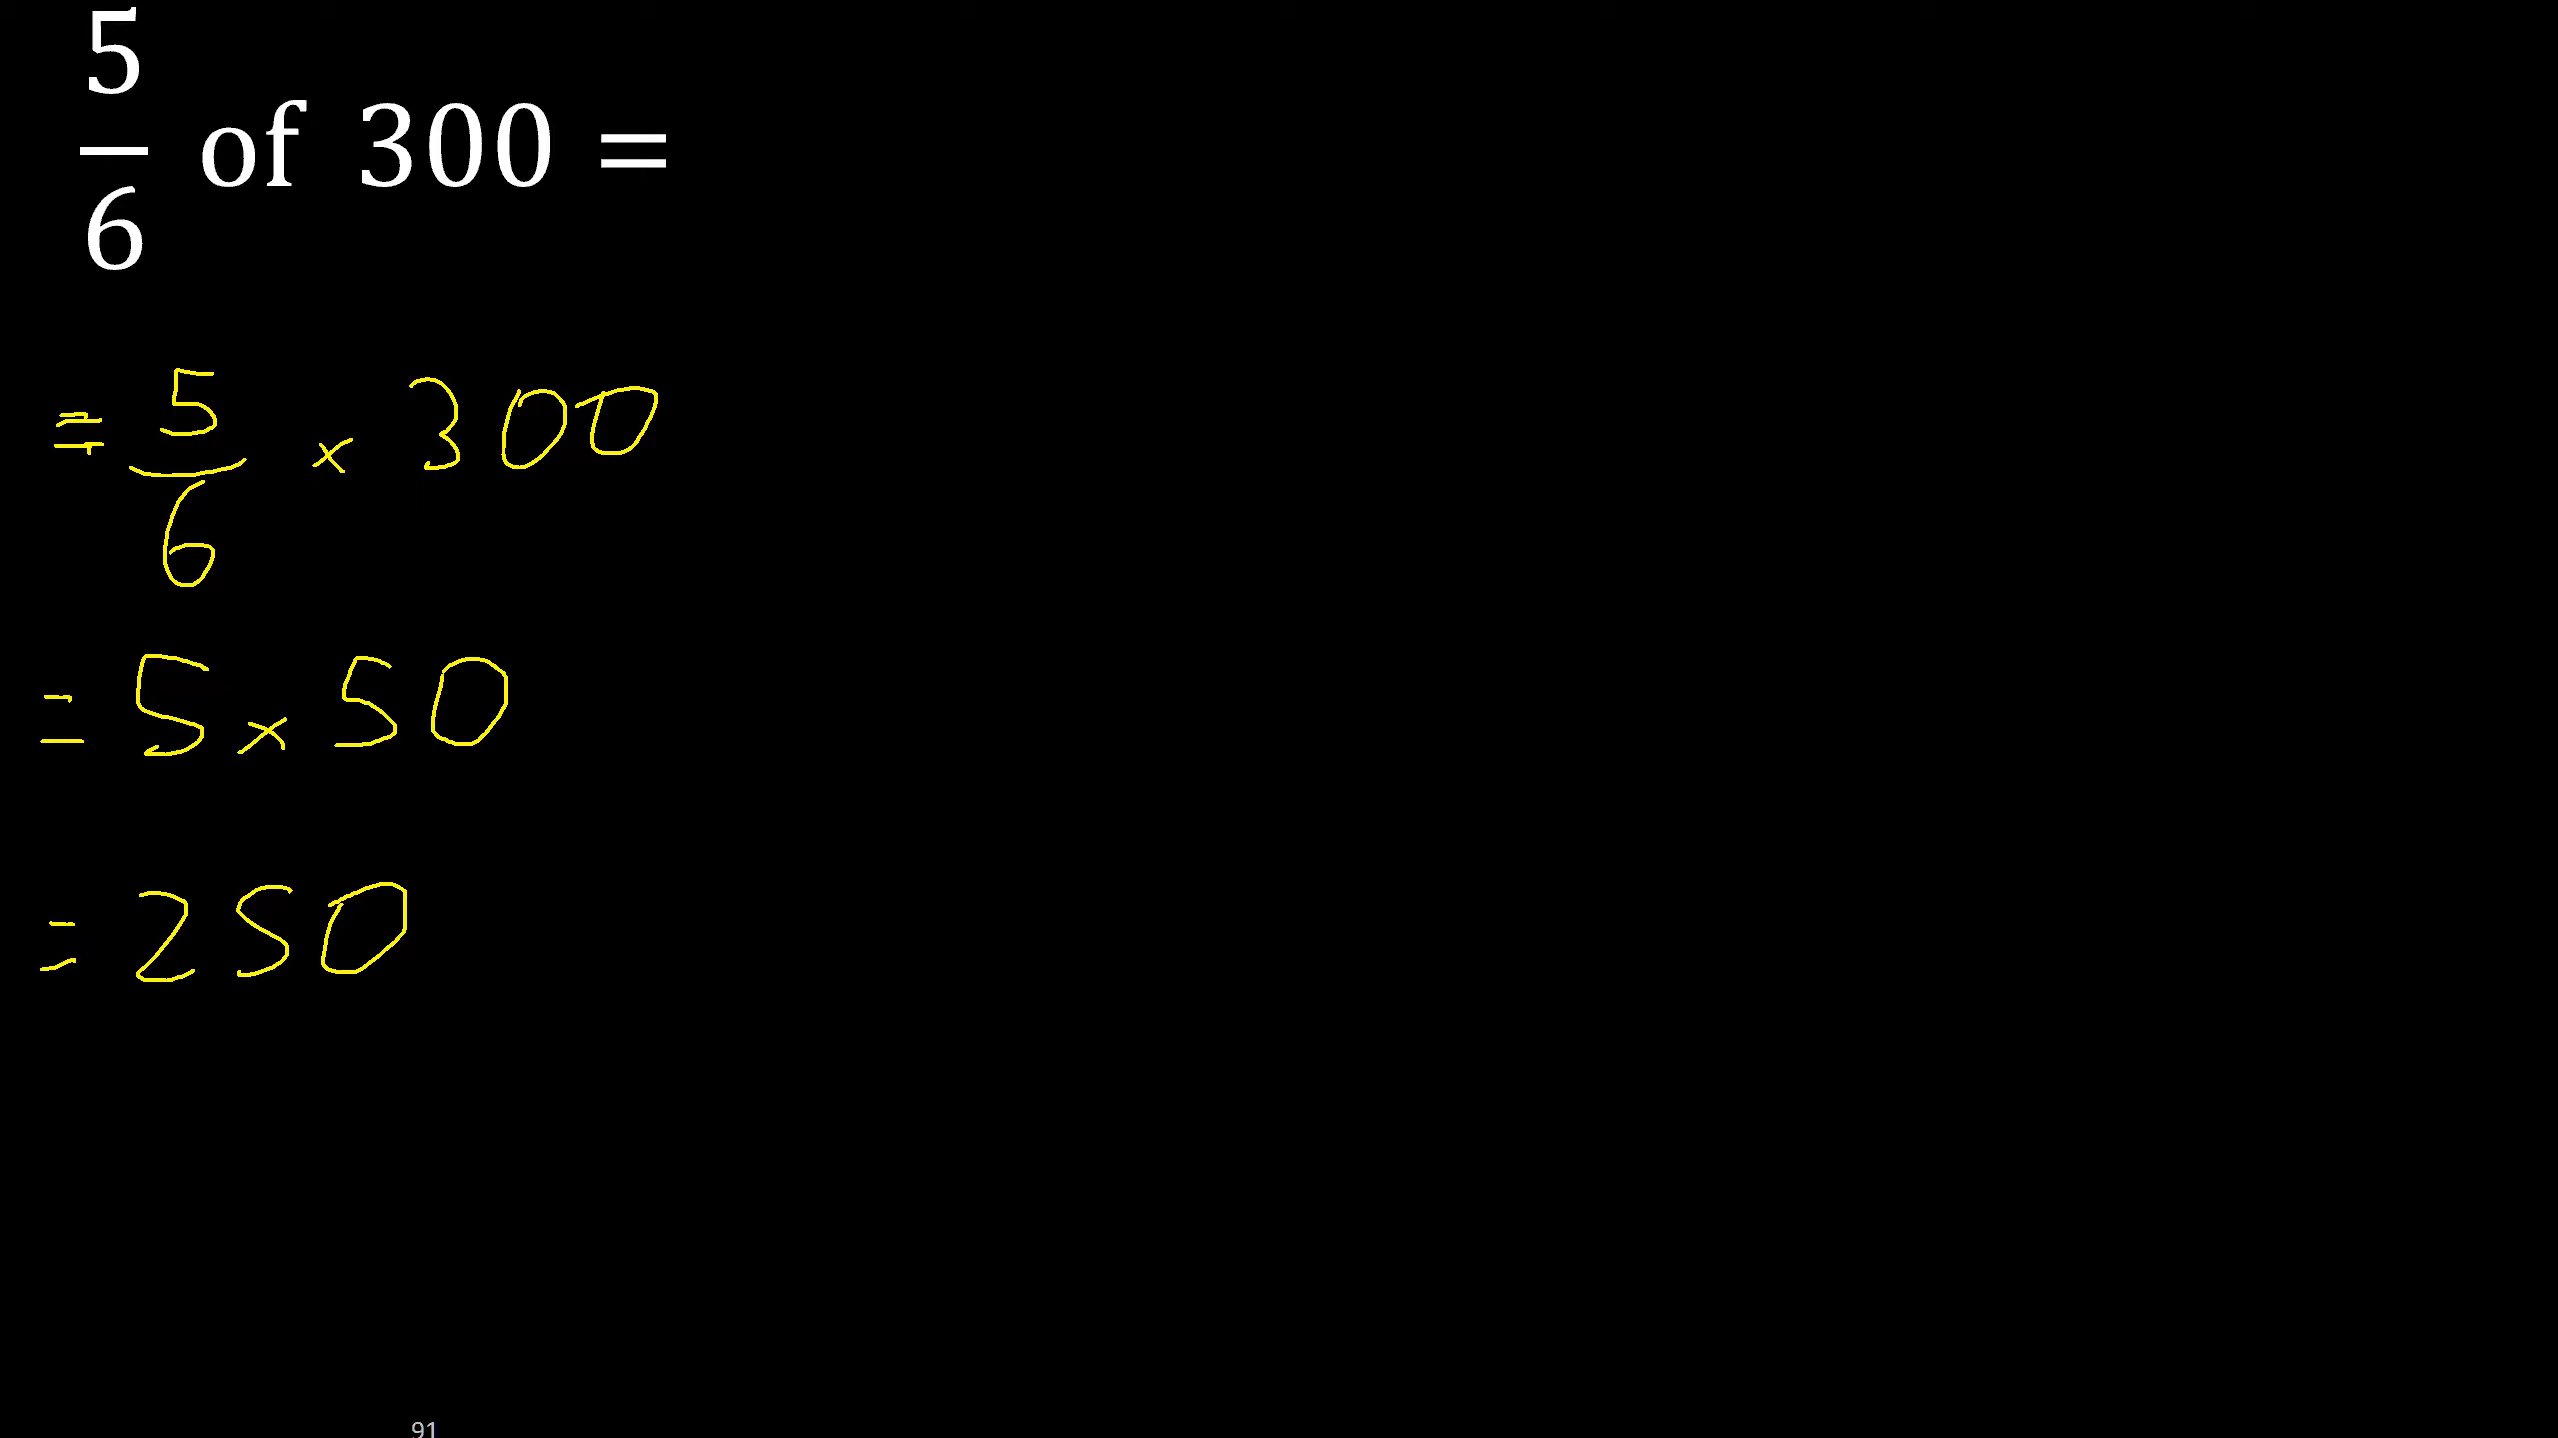 5/6 of 300 =
= 5/6 × 300
= 5 × 50
= 250
91